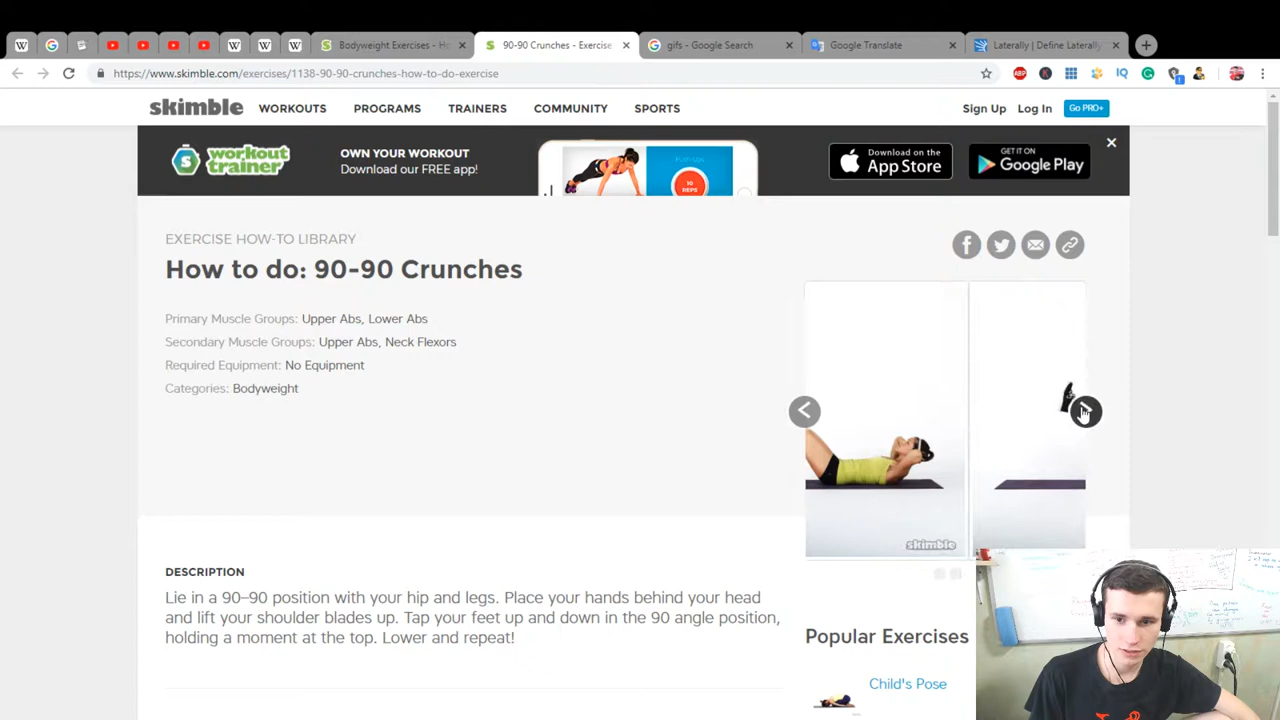 Bodyweight Exercises - Ho
90-90 Crunches - Exercise
gifs - Google Search
Google Translate
Laterally | Define Laterally
https://www.skimble.com/exercises/1138-90-90-crunches-how-to-do-exercise
skimble WORKOUTS PROGRAMS TRAINERS COMMUNITY SPORTS Sign Up Log In Go PRO+
workout trainer
OWN YOUR WORKOUT
Download our FREE app!
10
REPS
Download on the
App Store
GET IT ON
Google Play
EXERCISE HOW-TO LIBRARY
How to do: 90-90 Crunches
Primary Muscle Groups: Upper Abs, Lower Abs
Secondary Muscle Groups: Upper Abs, Neck Flexors
Required Equipment: No Equipment
Categories: Bodyweight
skimble
DESCRIPTION
Lie in a 90–90 position with your hip and legs. Place your hands behind your head
and lift your shoulder blades up. Tap your feet up and down in the 90 angle position,
holding a moment at the top. Lower and repeat!
Popular Exercises
Child's Pose